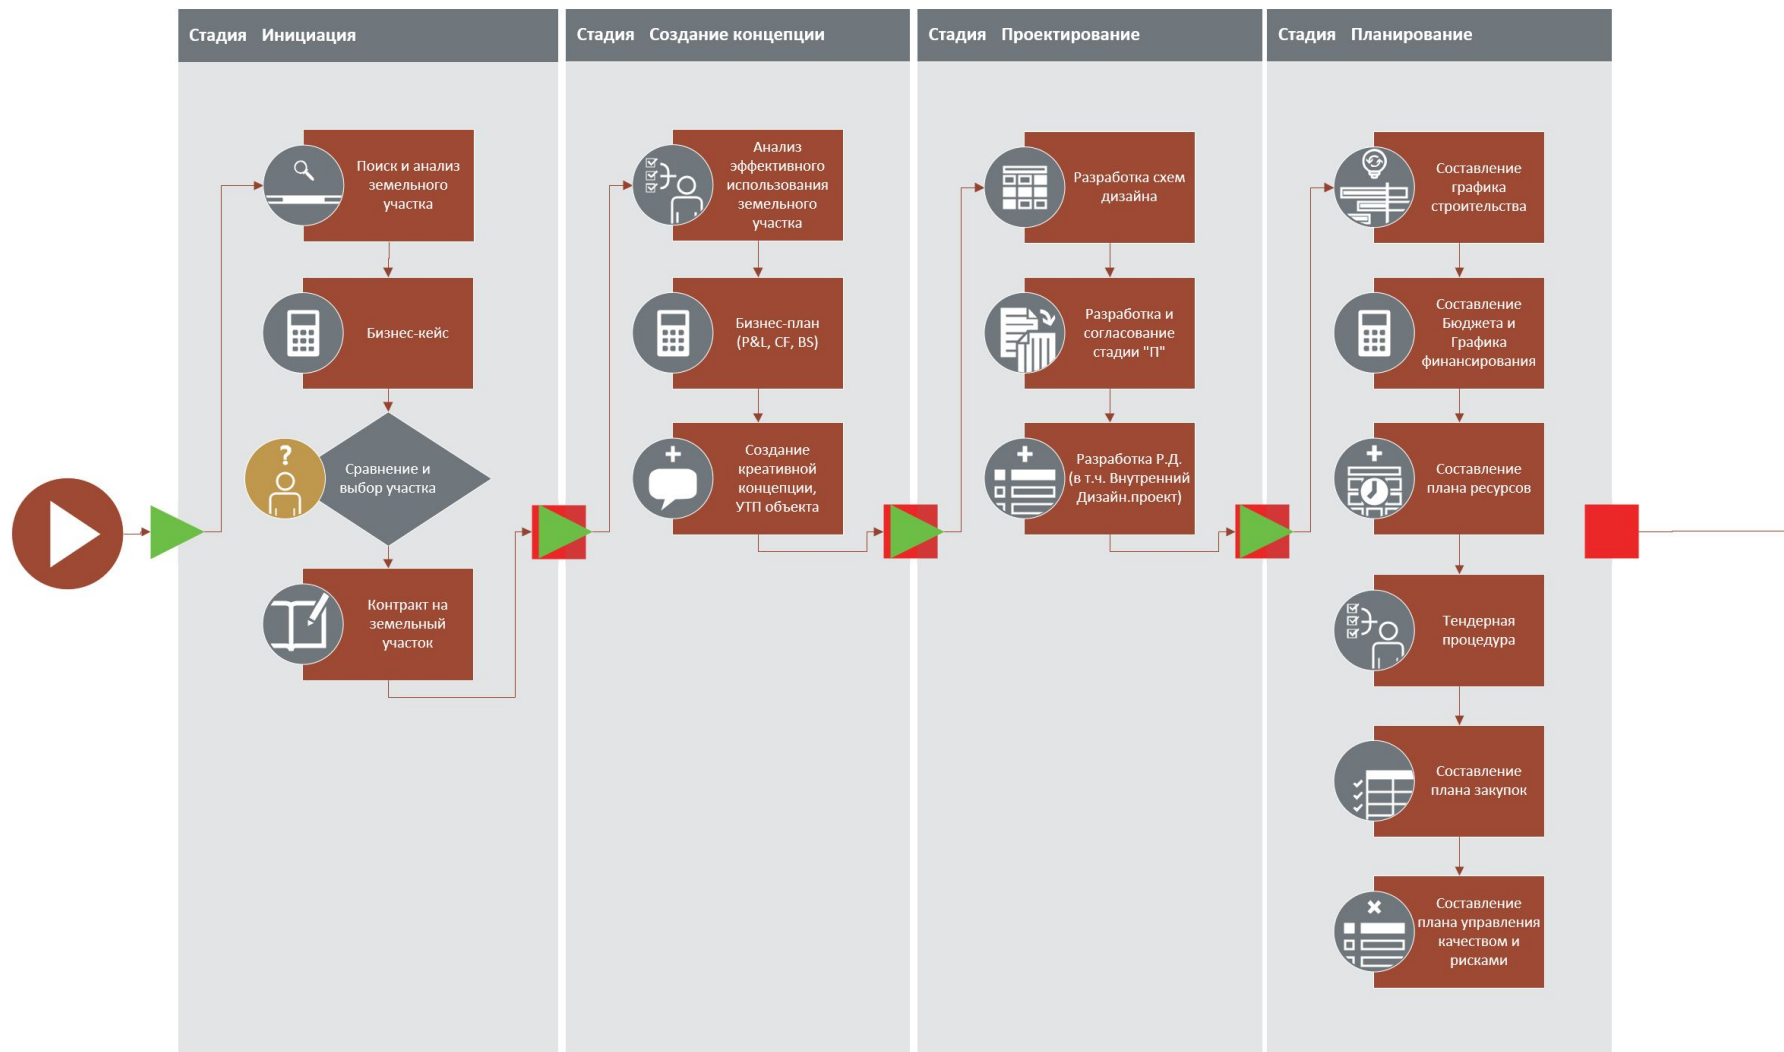 Стадия Инициация
Поиск и анализ
земельного
участка
Бизнес-кейс
?
Сравнение и
выбор участка
Контракт на
земельный
участок
Стадия Создание концепции
Анализ
эффективного
использования
земельного
участка
Бизнес-план
(P&L, CF, BS)
Создание
креативной
концепции,
УТП объекта
Стадия Проектирование
Разработка схем
дизайна
Разработка и
согласование
стадии "П"
Разработка Р.Д.
(в т.ч. Внутренний
Дизайн.проект)
Стадия Планирование
Составление
графика
строительства
Составление
Бюджета и
Графика
финансирования
Составление
плана ресурсов
Тендерная
процедура
Составление
плана закупок
Составление
плана управления
качеством и
рисками